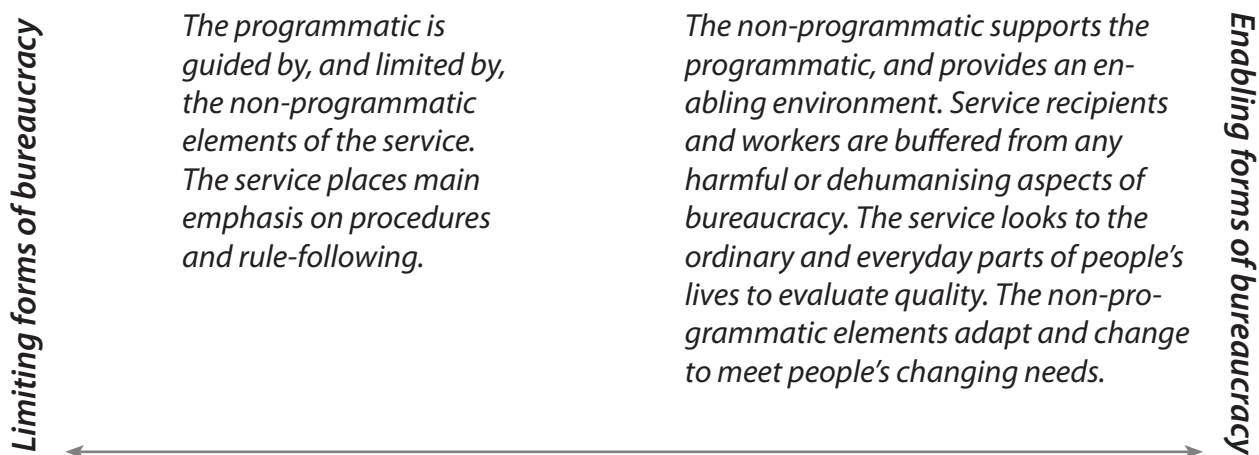 Limiting forms of bureaucracy
The programmatic is
guided by, and limited by,
the non-programmatic
elements of the service.
The service places main
emphasis on procedures
and rule-following.
The non-programmatic supports the
programmatic, and provides an en-
abling environment. Service recipients
and workers are buffered from any
harmful or dehumanising aspects of
bureaucracy. The service looks to the
ordinary and everyday parts of people’s
lives to evaluate quality. The non-pro-
grammatic elements adapt and change
to meet people’s changing needs.
Enabling forms of bureaucracy